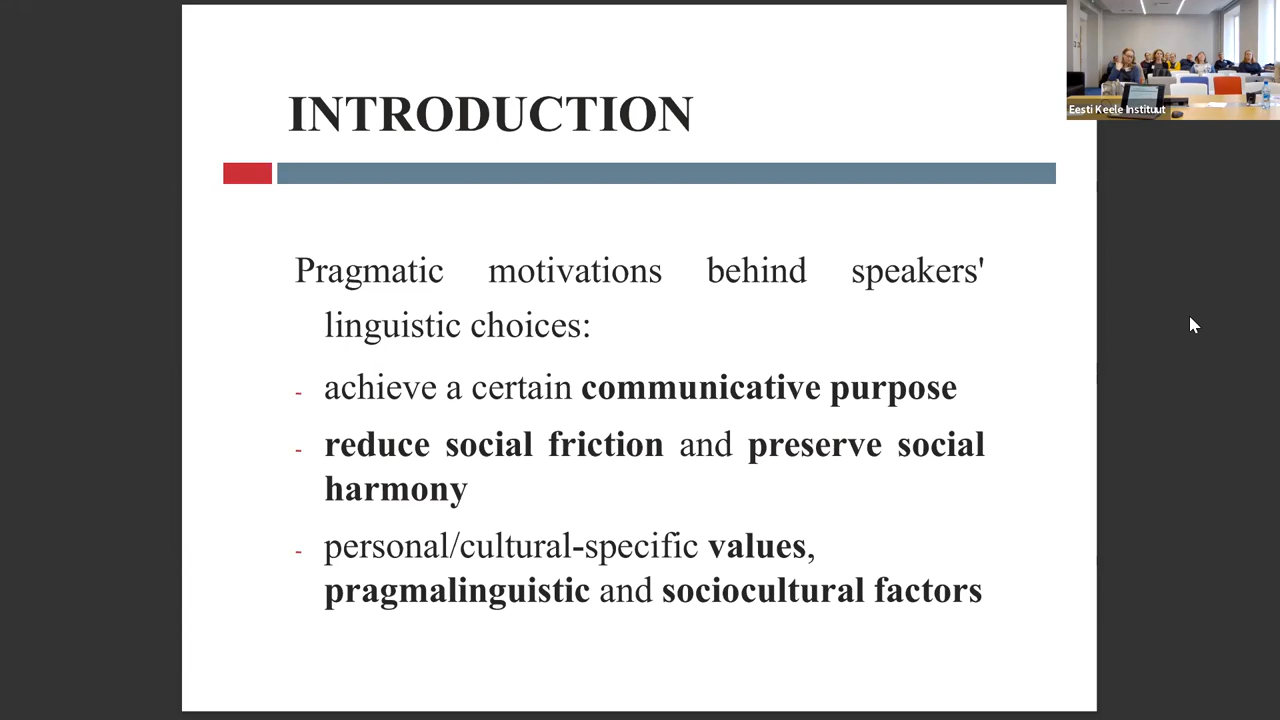 INTRODUCTION
Eesti Keele Instituut
Pragmatic motivations behind speakers'
linguistic choices:
- achieve a certain communicative purpose
- reduce social friction and preserve social
harmony
- personal/cultural-specific values,
pragmalinguistic and sociocultural factors